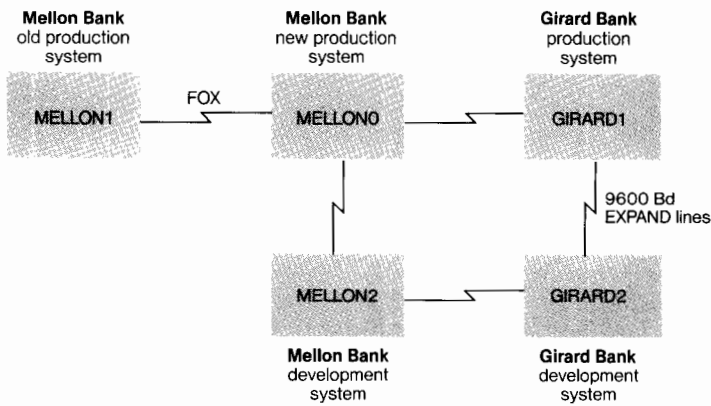 Mellon Bank
old production
system
Mellon Bank
new production
system
Girard Bank
production
system
MELLON1
FOX
MELLON0
GIRARD1
9600 Bd
EXPAND lines
MELLON2
GIRARD2
Mellon Bank
development
system
Girard Bank
development
system